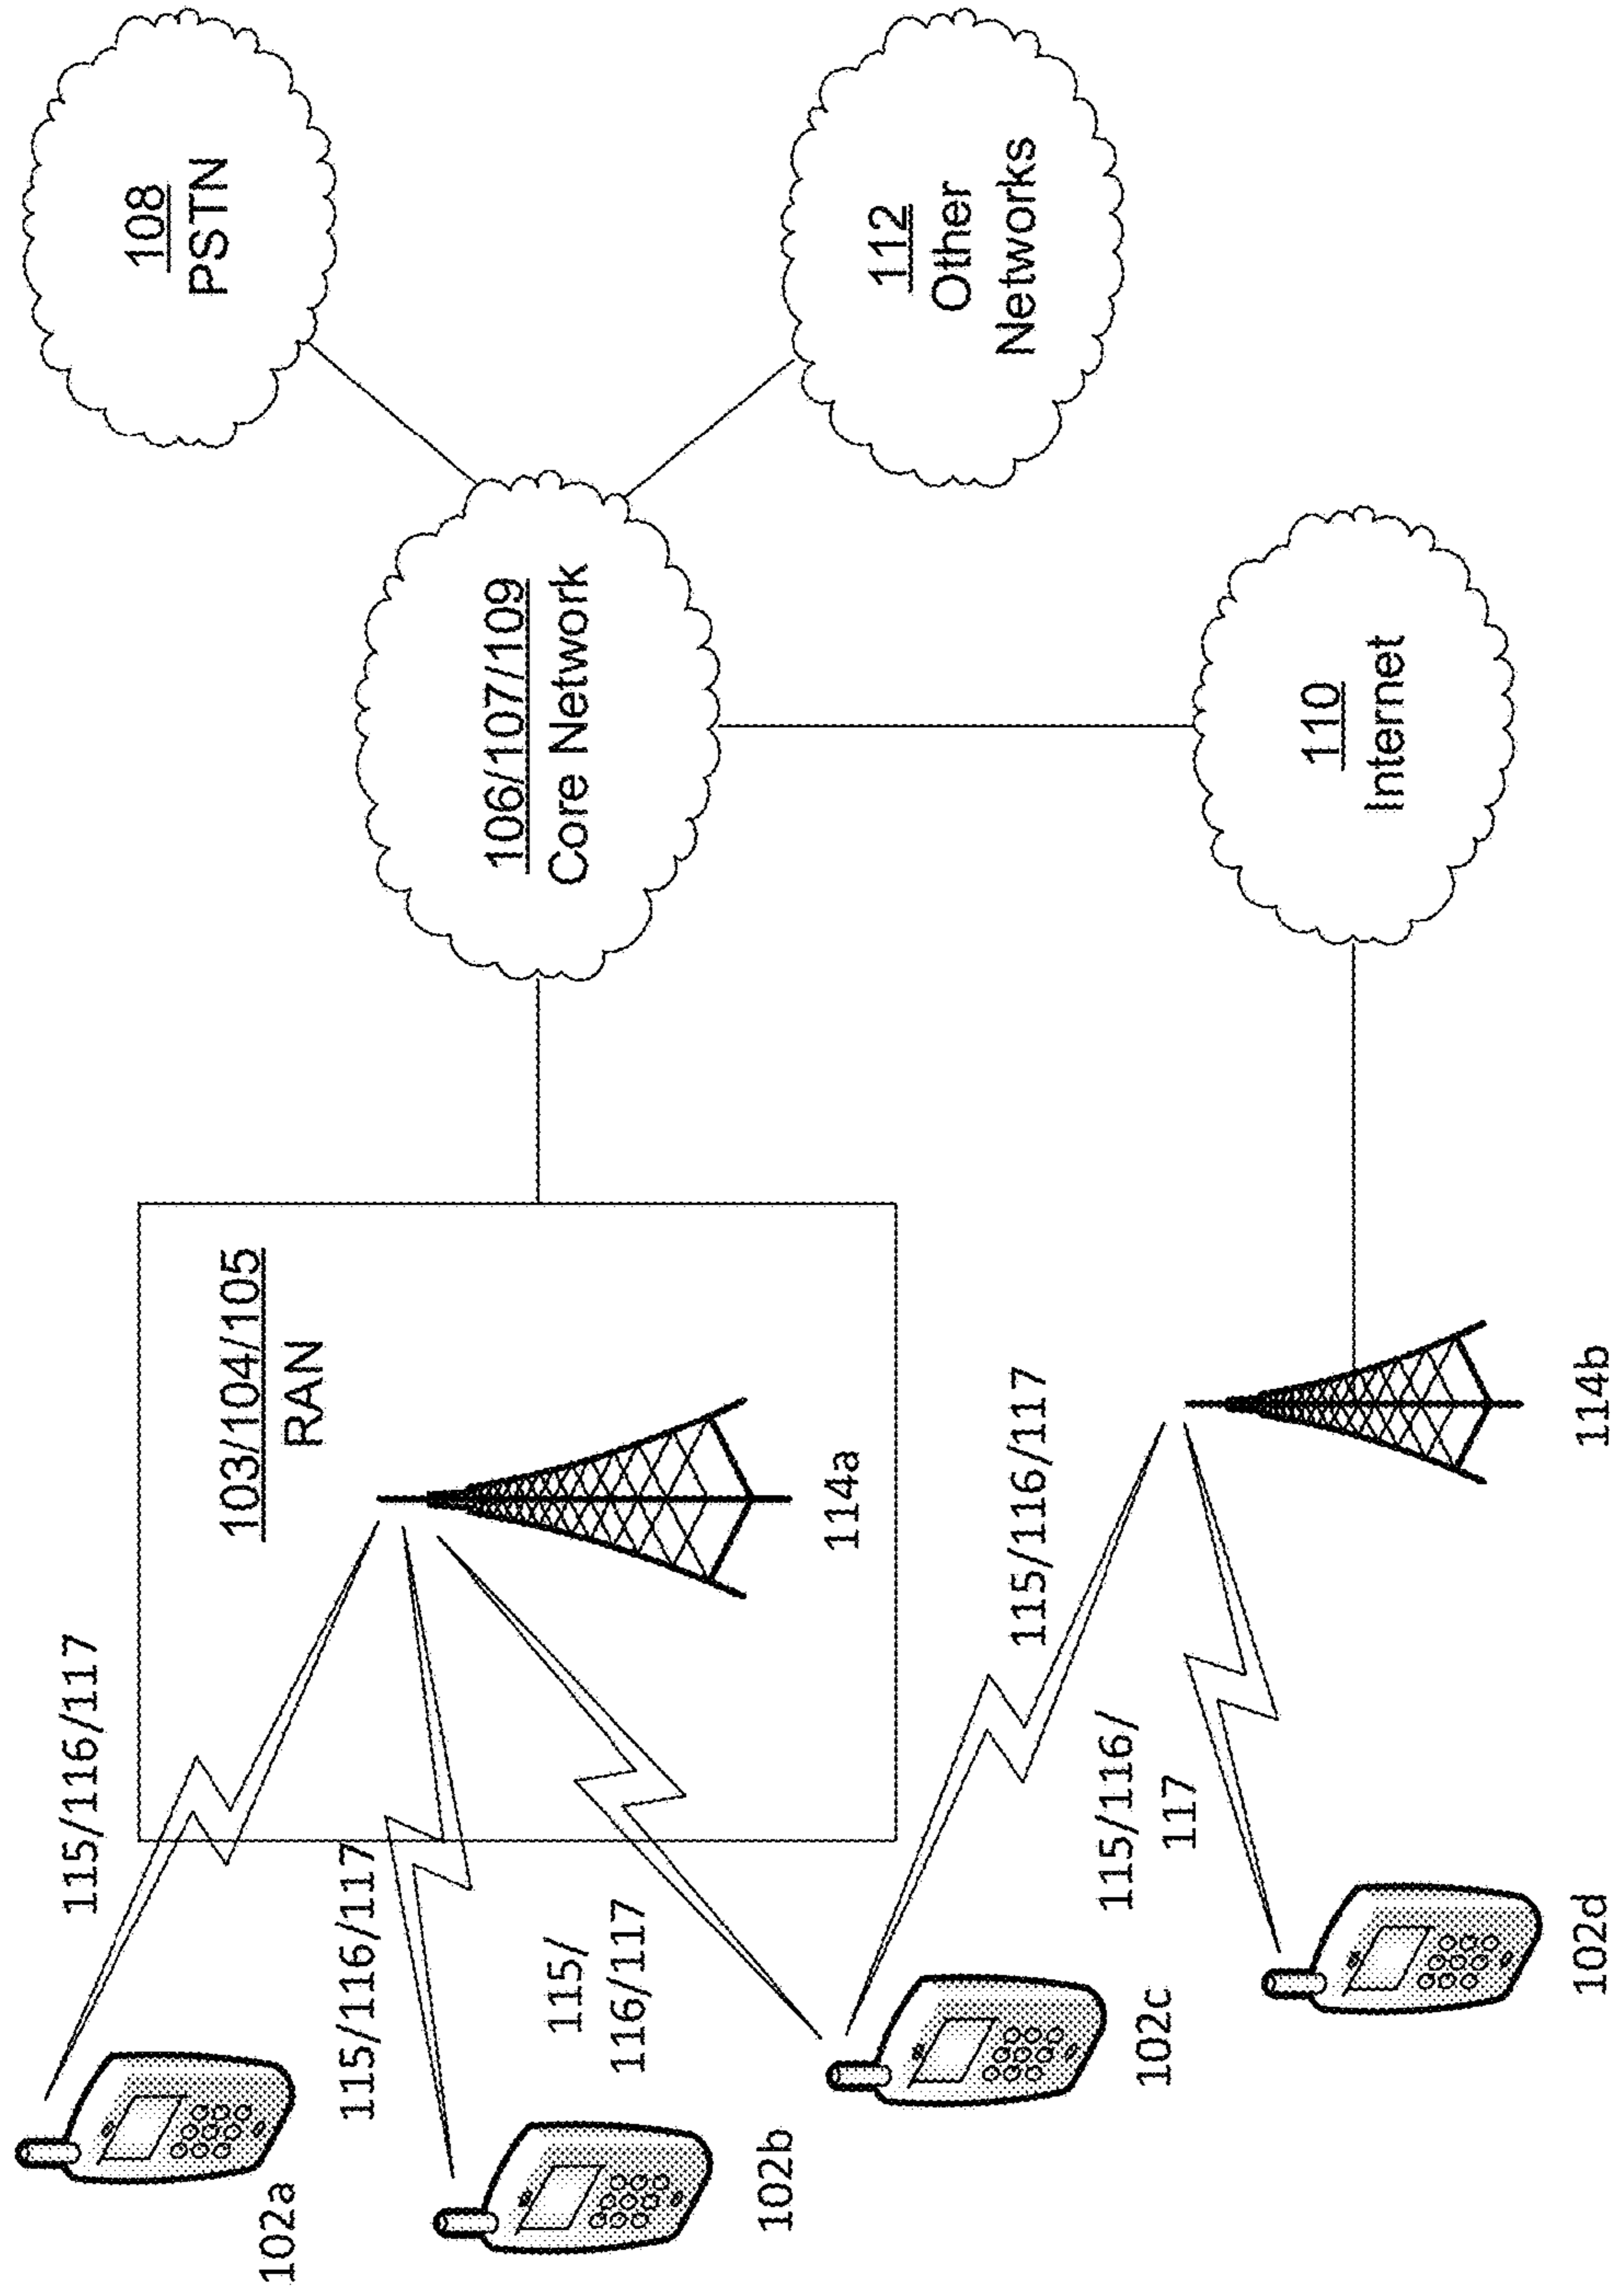 102a
115/116/117
103/104/105
RAN
108
PSTN
115/116/117
102b
114a
106/107/109
Core Network
115/
116/117
112
Other
Networks
102c
115/116/117
115/116/
117
102d
114b
110
Internet